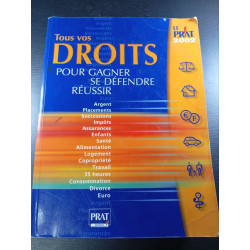 LE
PRAT
2002
Tous vos
DROITS
POUR GAGNER
SE DÉFENDRE
RÉUSSIR
Argent
Placements
Successions
Impôts
Assurances
Enfants
Santé
Alimentation
Logement
Copropriété
Travail
35 heures
Consommation
Divorce
Euro
PRAT